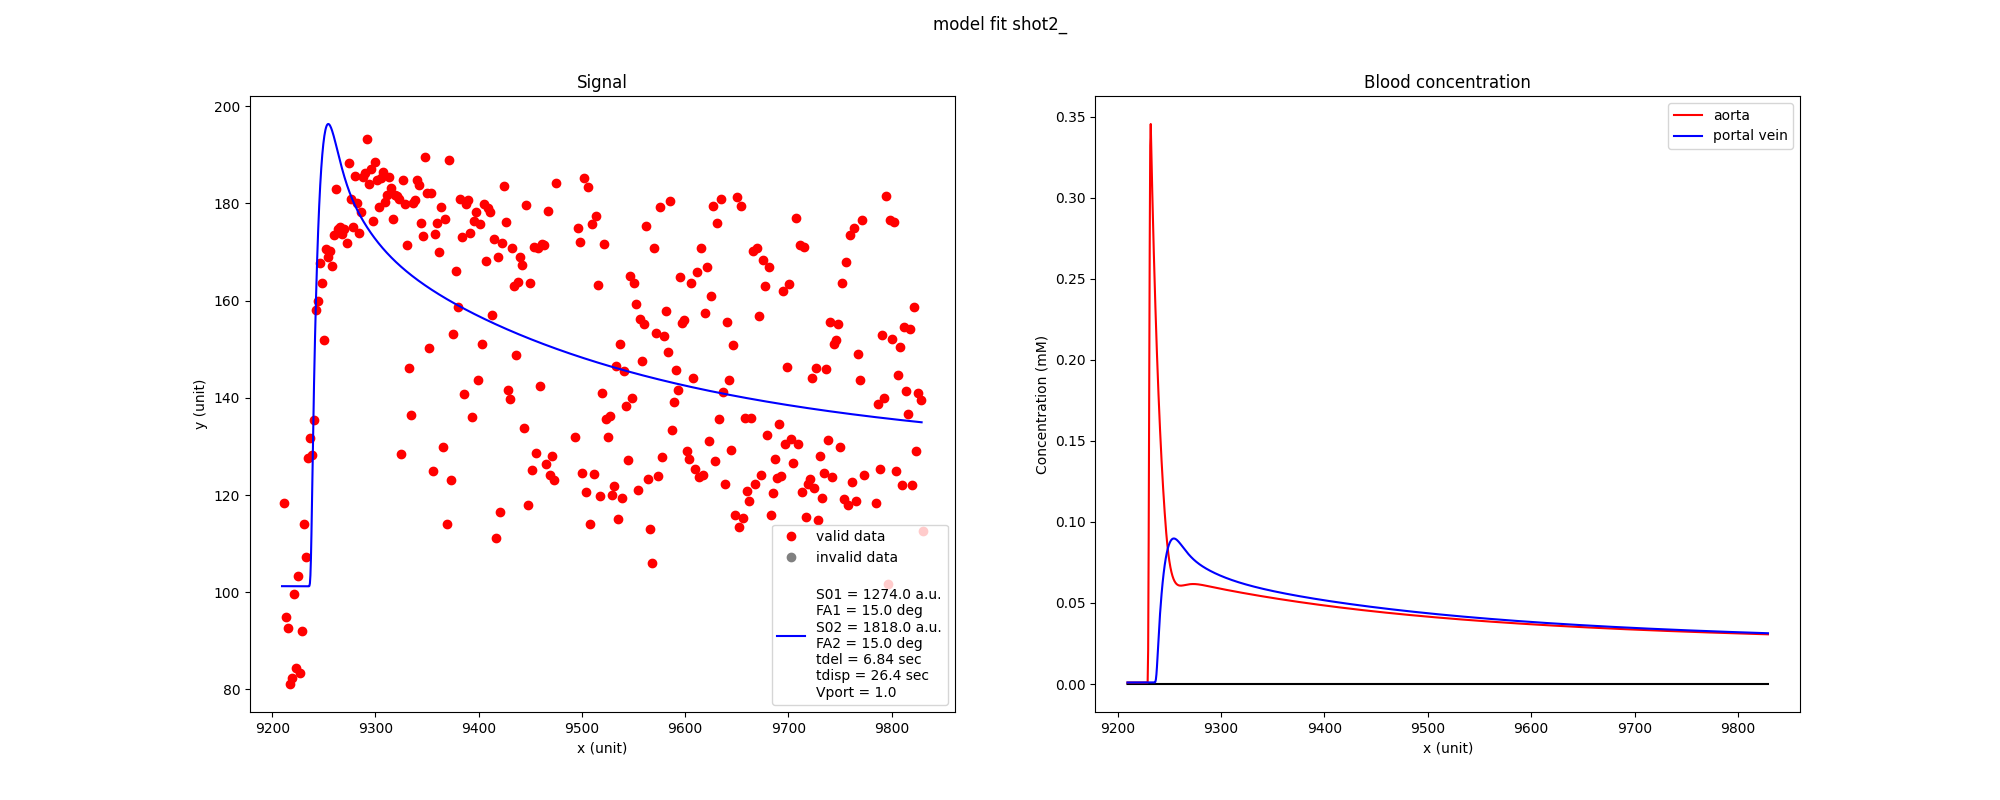 model fit shot2_
Signal
200
180
160
140
120
100
80
y (unit)
9200 9300 9400 9500 9600 9700 9800
x (unit)
valid data
invalid data
S01 = 1274.0 a.u.
FA1 = 15.0 deg
S02 = 1818.0 a.u.
FA2 = 15.0 deg
tdel = 6.84 sec
tdisp = 26.4 sec
Vport = 1.0
Blood concentration
0.35
0.30
0.25
0.20
0.15
0.10
0.05
0.00
Concentration (mM)
9200 9300 9400 9500 9600 9700 9800
x (unit)
aorta
portal vein